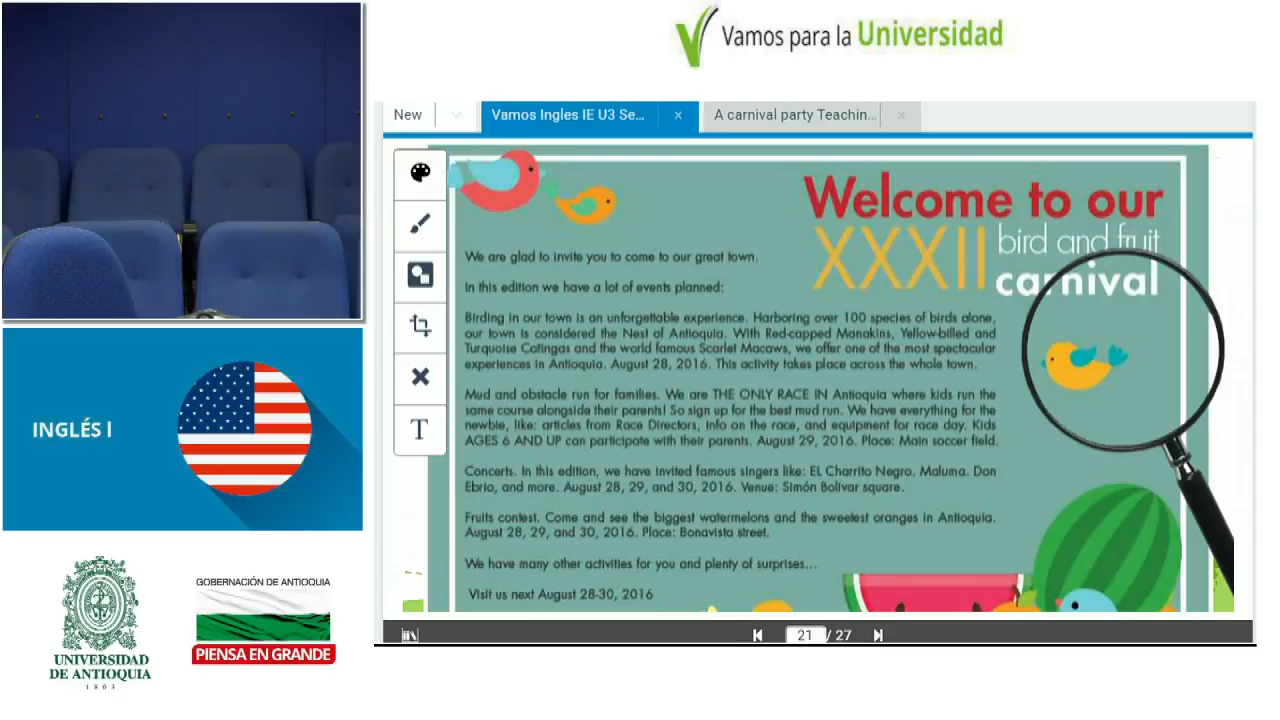 Vamos para la Universidad
New
Vamos Ingles IE U3 Se...
A carnival party Teachin...
Welcome to our
XXXII bird and fruit
carnival
We are glad to invite you to come to our great town.
In this edition we have a lot of events planned:
Birding in our town is an unforgettable experience. Harboring over 100 species of birds alone,
our town is considered the Nest of Antioquia. With Red-capped Manakins, Yellow-billed and
Turquoise Cotingas and the world famous Scarlet Macaws, we offer one of the most spectacular
experiences in Antioquia. August 28, 2016. This activity takes place across the whole town.
Mud and obstacle run for families. We are THE ONLY RACE IN Antioquia where kids run the
same course alongside their parents! So sign up for the best mud run. We have everything for the
newbie, like: articles from Race Directors, info on the race, and equipment for race day. Kids
AGES 6 AND UP can participate with their parents. August 29, 2016. Place: Main soccer field.
Concerts. In this edition, we have invited famous singers like: EL Charrito Negro. Maluma. Don
Ebrio, and more. August 28, 29, and 30, 2016. Venue: Simón Bolívar square.
Fruits contest. Come and see the biggest watermelons and the sweetest oranges in Antioquia.
August 28, 29, and 30, 2016. Place: Bonavista street.
We have many other activities for you and plenty of surprises...
Visit us next August 28-30, 2016
T
21 / 27
INGLÉS I
UNIVERSIDAD
DE ANTIOQUIA
1803
GOBERNACIÓN DE ANTIOQUIA
PIENSA EN GRANDE